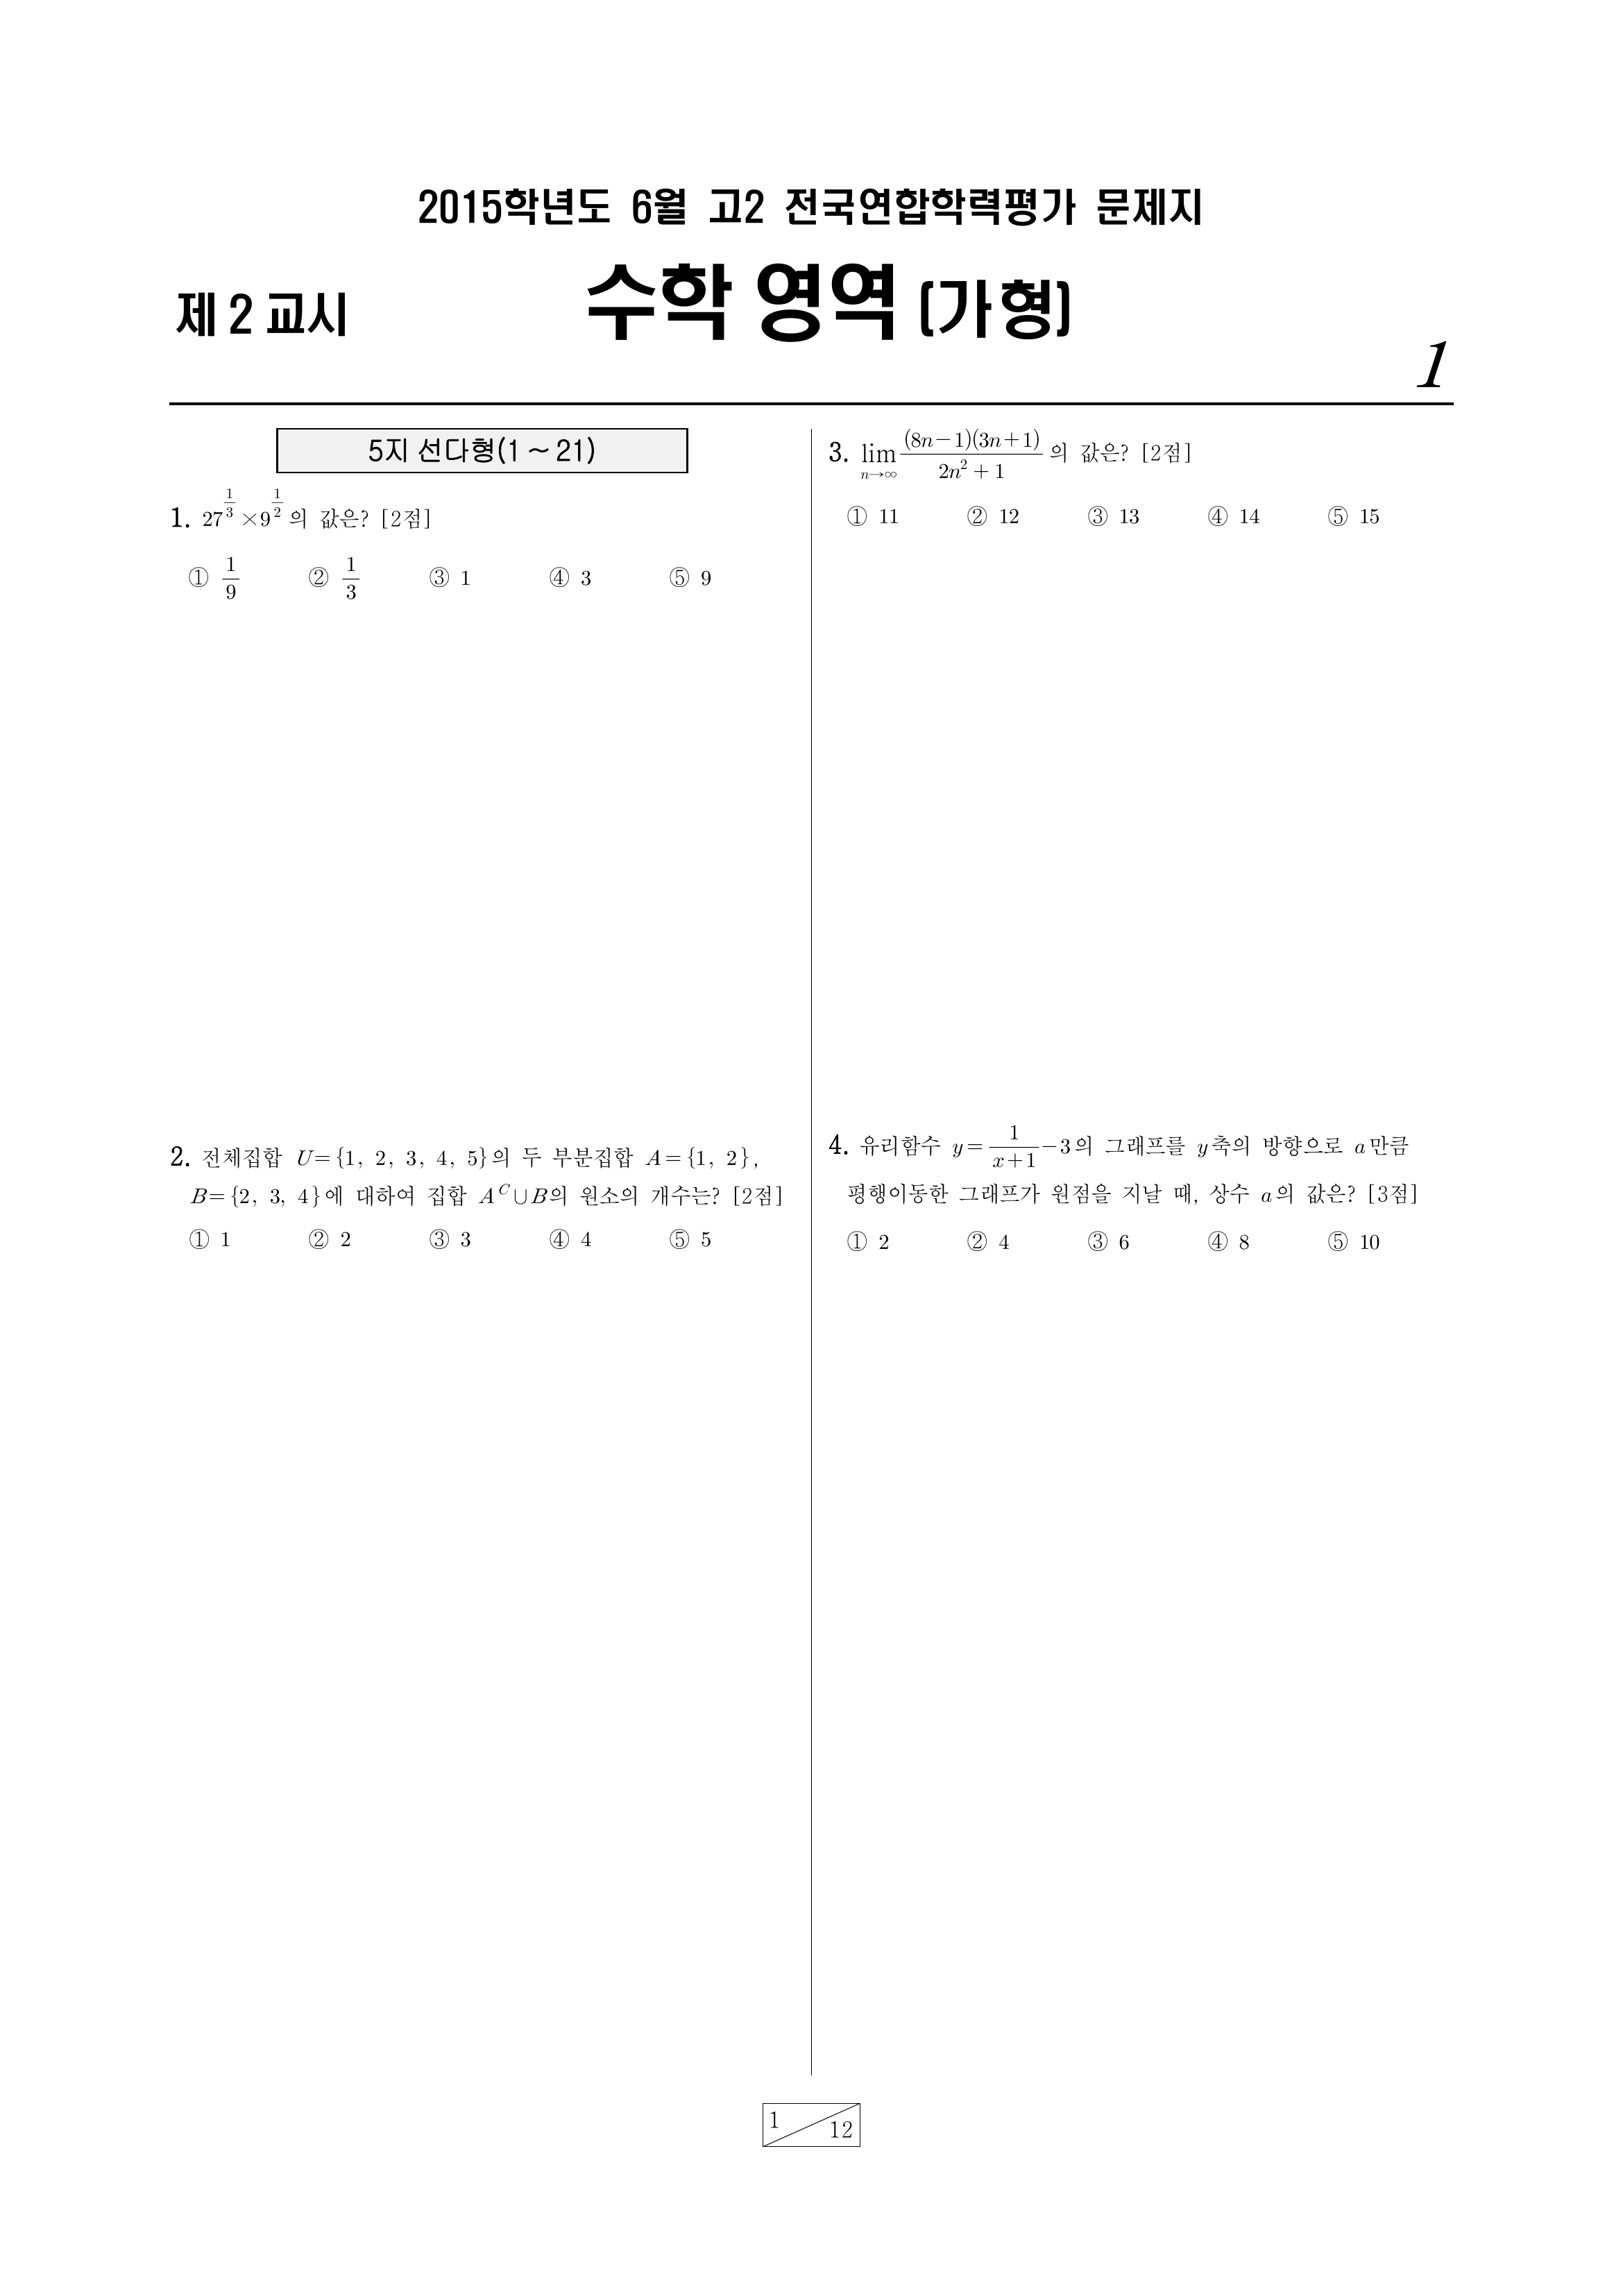 2015학년도 6월 고2 전국연합학력평가 문제지
제 2 교시
수학 영역 (가형)
1
5지 선다형(1 ~ 21)
1. 27^{\frac{1}{3}} × 9^{\frac{1}{2}} 의 값은? [2점]
① \frac{1}{9} ② \frac{1}{3} ③ 1 ④ 3 ⑤ 9
2. 전체집합 U={1, 2, 3, 4, 5}의 두 부분집합 A={1, 2},
B={2, 3, 4}에 대하여 집합 A^C∪B의 원소의 개수는? [2점]
① 1 ② 2 ③ 3 ④ 4 ⑤ 5
3. \lim_{n→∞} \frac{(8n-1)(3n+1)}{2n^2+1} 의 값은? [2점]
① 11 ② 12 ③ 13 ④ 14 ⑤ 15
4. 유리함수 y=\frac{1}{x+1}-3의 그래프를 y축의 방향으로 a만큼
평행이동한 그래프가 원점을 지날 때, 상수 a의 값은? [3점]
① 2 ② 4 ③ 6 ④ 8 ⑤ 10
1 12